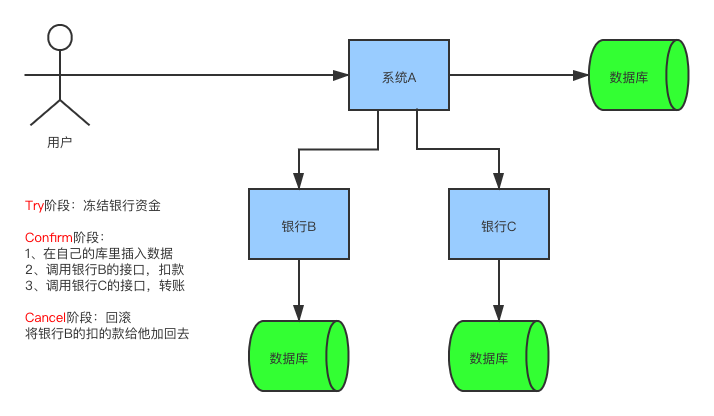 系统A
数据库
用户
银行B
银行C
Try阶段：冻结银行资金
Confirm阶段：
1、在自己的库里插入数据
2、调用银行B的接口，扣款
3、调用银行C的接口，转账
Cancel阶段：回滚
将银行B的扣的款给他加回去
数据库
数据库